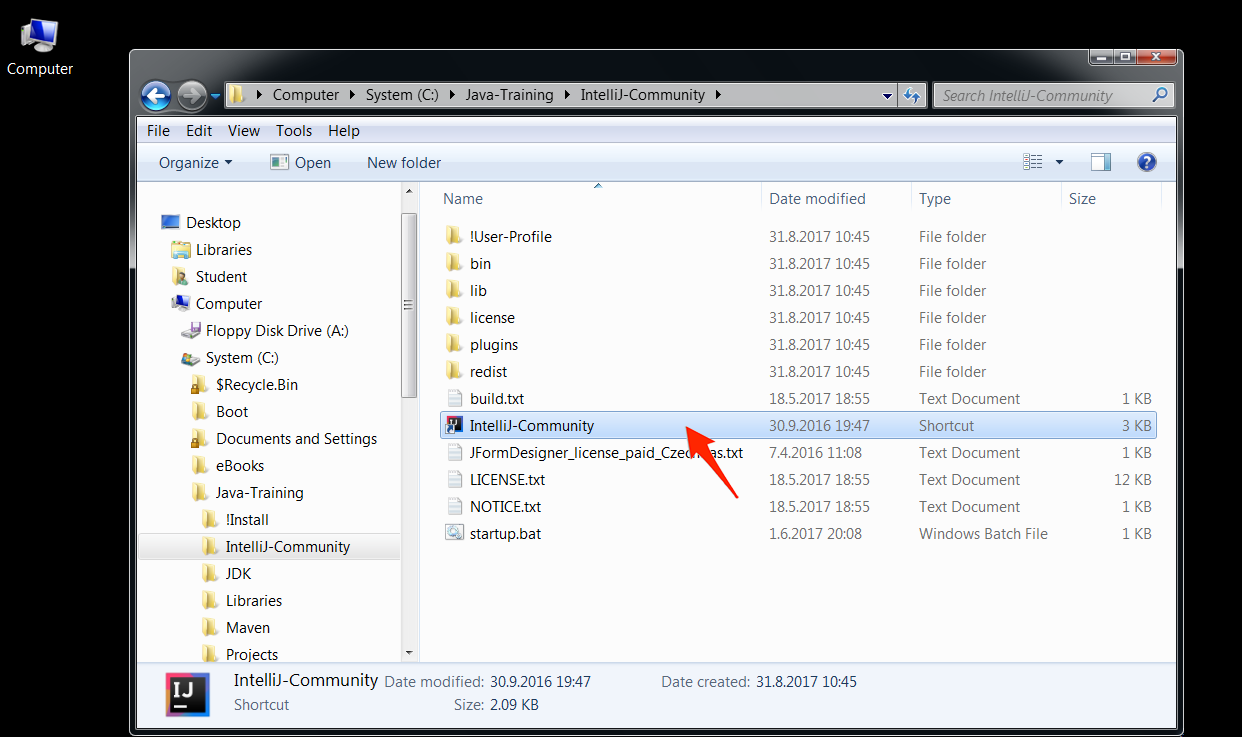 Computer
Computer System (C:) Java-Training IntelliJ-Community Search IntelliJ-Community
File Edit View Tools Help
Organize Open New folder
Name Date modified Type Size
Desktop
Libraries
Student
Computer
Floppy Disk Drive (A:)
System (C:)
$Recycle.Bin
Boot
Documents and Settings
eBooks
Java-Training
!Install
IntelliJ-Community
JDK
Libraries
Maven
Projects
!User-Profile 31.8.2017 10:45 File folder
bin 31.8.2017 10:45 File folder
lib 31.8.2017 10:45 File folder
license 31.8.2017 10:45 File folder
plugins 31.8.2017 10:45 File folder
redist 31.8.2017 10:45 File folder
build.txt 18.5.2017 18:55 Text Document 1 KB
IntelliJ-Community 30.9.2016 19:47 Shortcut 3 KB
JFormDesigner_license_paid_ 7.4.2016 11:08 Text Document 1 KB
LICENSE.txt 18.5.2017 18:55 Text Document 12 KB
NOTICE.txt 18.5.2017 18:55 Text Document 1 KB
startup.bat 1.6.2017 20:08 Windows Batch File 1 KB
IJ
IntelliJ-Community Date modified: 30.9.2016 19:47 Date created: 31.8.2017 10:45
Shortcut Size: 2.09 KB